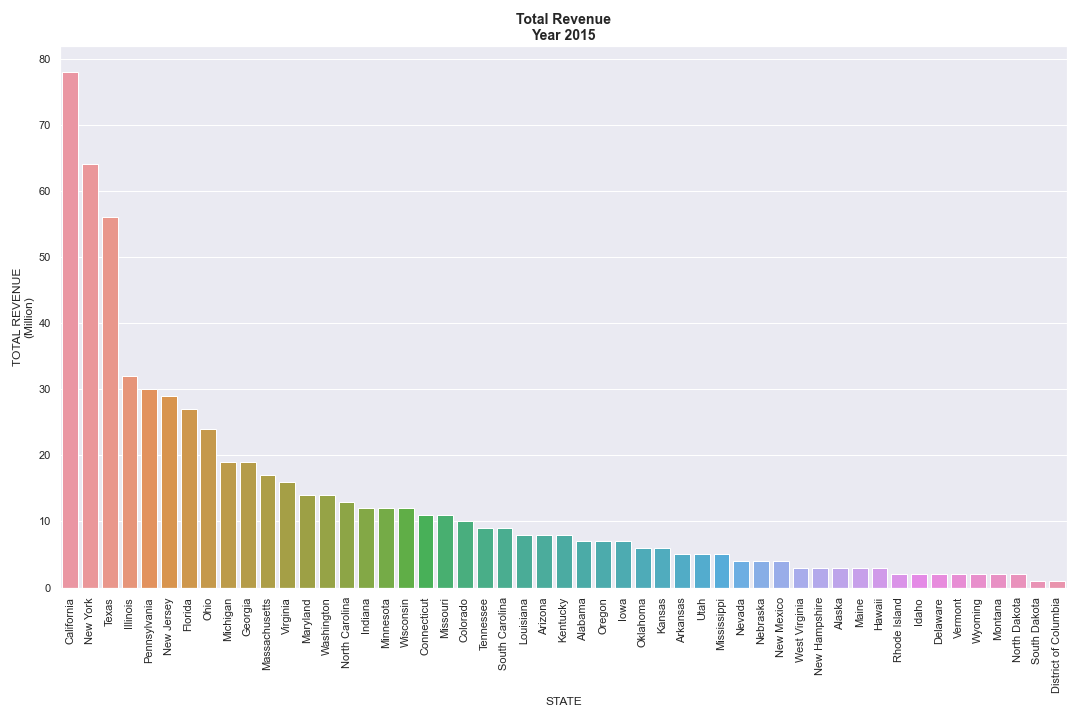 Total Revenue
Year 2015
TOTAL REVENUE
(Million)
80
70
60
50
40
30
20
10
0
California
New York
Texas
Illinois
Pennsylvania
New Jersey
Florida
Ohio
Michigan
Georgia
Massachusetts
Virginia
Maryland
Washington
North Carolina
Indiana
Minnesota
Wisconsin
Connecticut
Missouri
Colorado
Tennessee
South Carolina
Louisiana
Arizona
Kentucky
Alabama
Oregon
Iowa
Oklahoma
Kansas
Arkansas
Utah
Mississippi
Nevada
Nebraska
New Mexico
West Virginia
New Hampshire
Alaska
Maine
Hawaii
Rhode Island
Idaho
Delaware
Vermont
Wyoming
Montana
North Dakota
South Dakota
District of Columbia
STATE